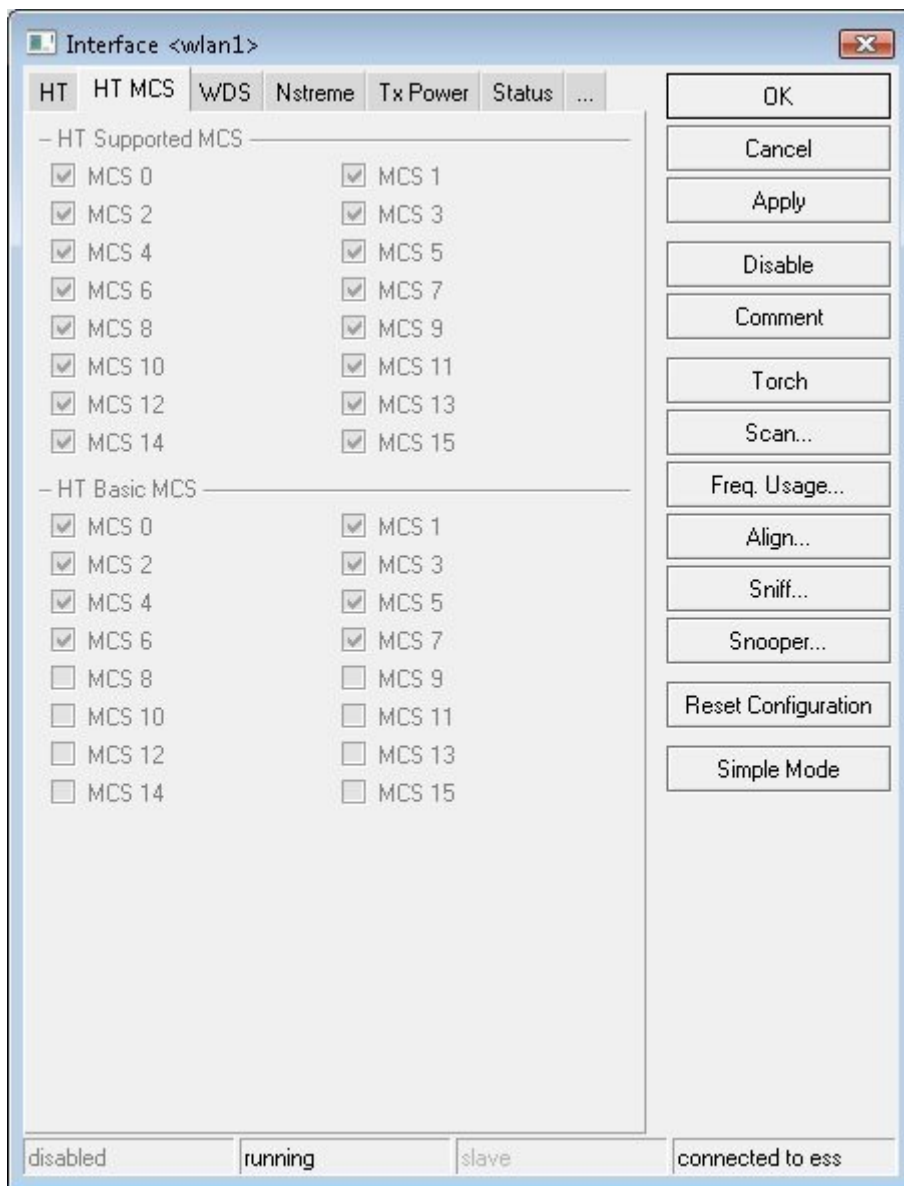 Interface <wlan1>
HT HT MCS WDS Nstreme Tx Power Status ...
HT Supported MCS
MCS 0 MCS 1
MCS 2 MCS 3
MCS 4 MCS 5
MCS 6 MCS 7
MCS 8 MCS 9
MCS 10 MCS 11
MCS 12 MCS 13
MCS 14 MCS 15
HT Basic MCS
MCS 0 MCS 1
MCS 2 MCS 3
MCS 4 MCS 5
MCS 6 MCS 7
MCS 8 MCS 9
MCS 10 MCS 11
MCS 12 MCS 13
MCS 14 MCS 15
OK
Cancel
Apply
Disable
Comment
Torch
Scan...
Freq. Usage...
Align...
Sniff...
Snooper...
Reset Configuration
Simple Mode
disabled running slave connected to ess